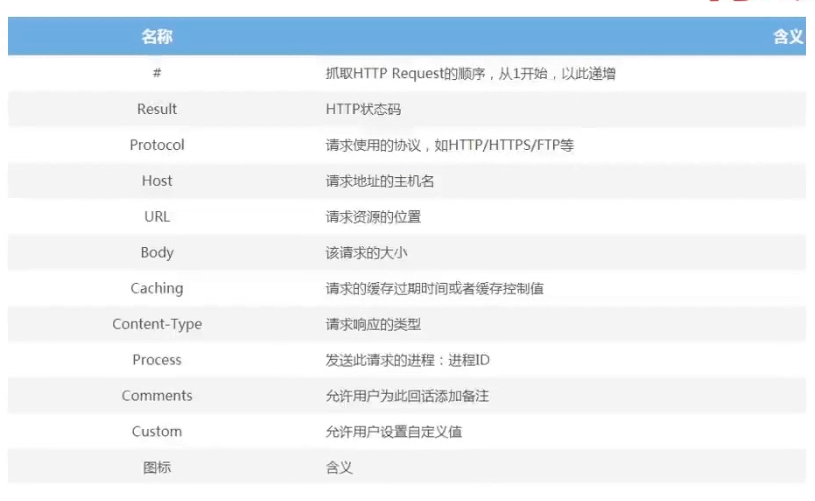 名称 含义
# 抓取HTTP Request的顺序，从1开始，以此递增
Result HTTP状态码
Protocol 请求使用的协议，如HTTP/HTTPS/FTP等
Host 请求地址的主机名
URL 请求资源的位置
Body 该请求的大小
Caching 请求的缓存过期时间或者缓存控制值
Content-Type 请求响应的类型
Process 发送此请求的进程：进程ID
Comments 允许用户为此回话添加备注
Custom 允许用户设置自定义值
图标 含义